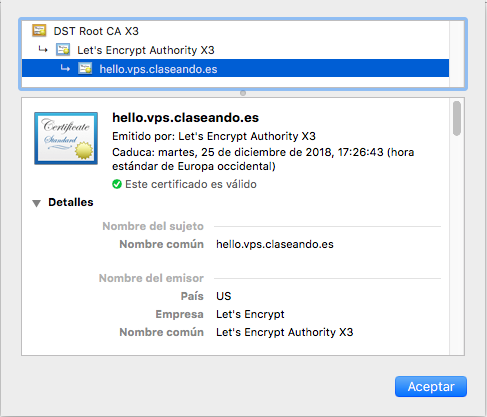 DST Root CA X3
Let's Encrypt Authority X3
hello.vps.claseando.es
Certificate
Standard
hello.vps.claseando.es
Emitido por: Let's Encrypt Authority X3
Caduca: martes, 25 de diciembre de 2018, 17:26:43 (hora
estándar de Europa occidental)
Este certificado es válido
Detalles
Nombre del sujeto
Nombre común hello.vps.claseando.es
Nombre del emisor
País US
Empresa Let's Encrypt
Nombre común Let's Encrypt Authority X3
Aceptar